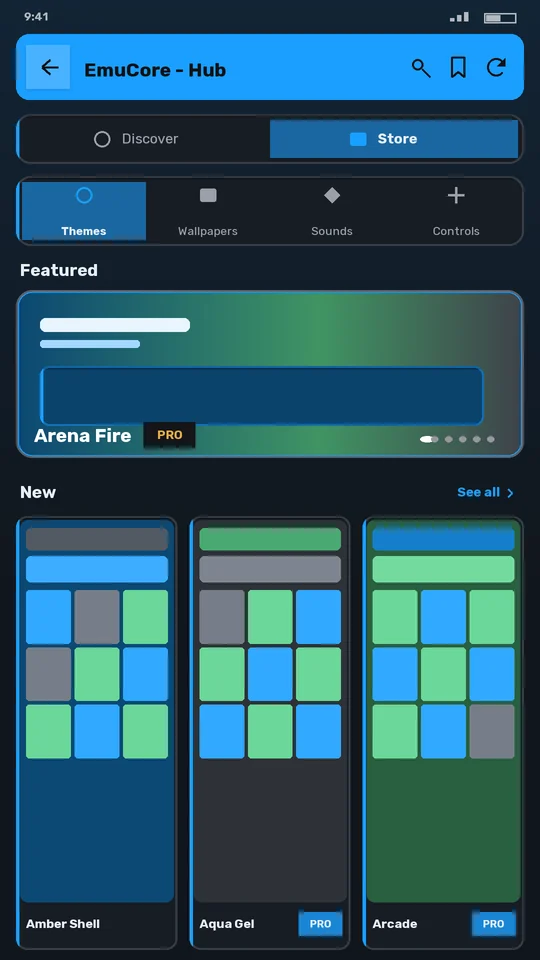 9:41
EmuCore - Hub
Discover
Store
Themes
Wallpapers
Sounds
Controls
Featured
Arena Fire
PRO
New
See all
Amber Shell
Aqua Gel
PRO
Arcade
PRO